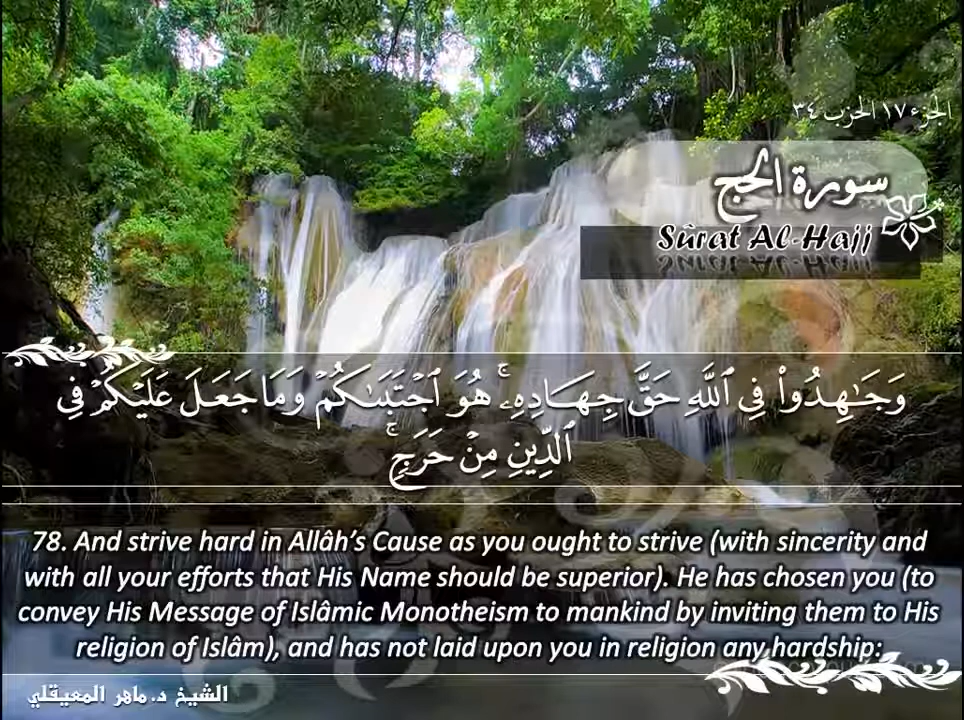 الجزء ١٧ الحزب ٣٤
سورة الحج
Sûrat Al-Hajj
وَجَـٰهِدُوا۟ فِى ٱللَّهِ حَقَّ جِهَادِهِۦۚ هُوَ ٱجْتَبَىٰكُمْ وَمَا جَعَلَ عَلَيْكُمْ فِى
ٱلدِّينِ مِنْ حَرَجٍۚ
78. And strive hard in Allâh’s Cause as you ought to strive (with sincerity and
with all your efforts that His Name should be superior). He has chosen you (to
convey His Message of Islâmic Monotheism to mankind by inviting them to His
religion of Islâm), and has not laid upon you in religion any hardship:
الشيخ د. ماهر المعيقلي